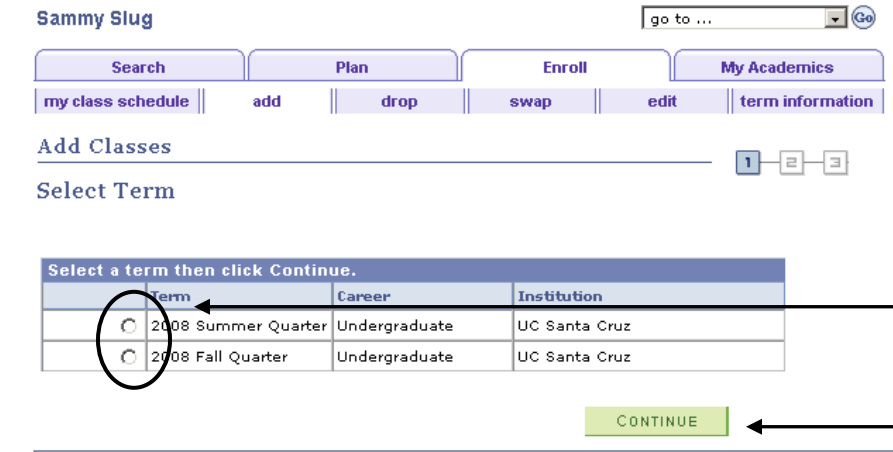 Sammy Slug go to ... Go
Search Plan Enroll My Academics
my class schedule add drop swap edit term information
Add Classes 1 2 3
Select Term
Select a term then click Continue.
Term Career Institution
2008 Summer Quarter Undergraduate UC Santa Cruz
2008 Fall Quarter Undergraduate UC Santa Cruz
CONTINUE